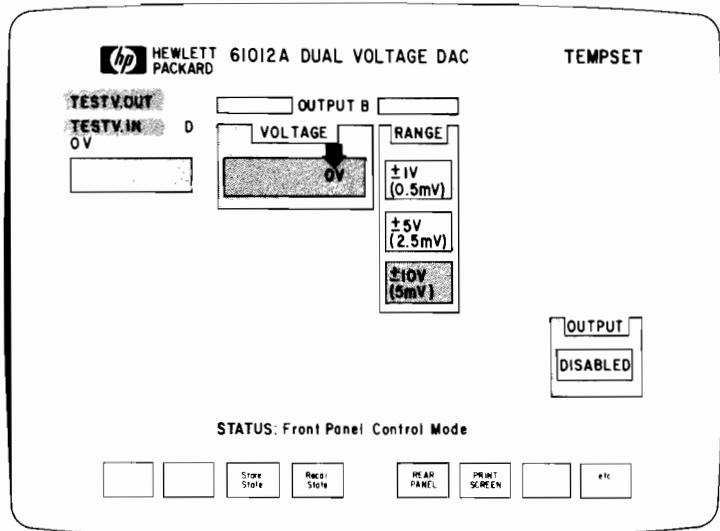 hp HEWLETT PACKARD 61012A DUAL VOLTAGE DAC TEMPSET
TESTV.OUT
TESTV.IN D
0V
OUTPUT B
VOLTAGE
0V
RANGE
±1V
(0.5mV)
±5V
(2.5mV)
±10V
(5mV)
OUTPUT
DISABLED
STATUS: Front Panel Control Mode
Store State
Recall State
REAR PANEL
PRINT SCREEN
etc